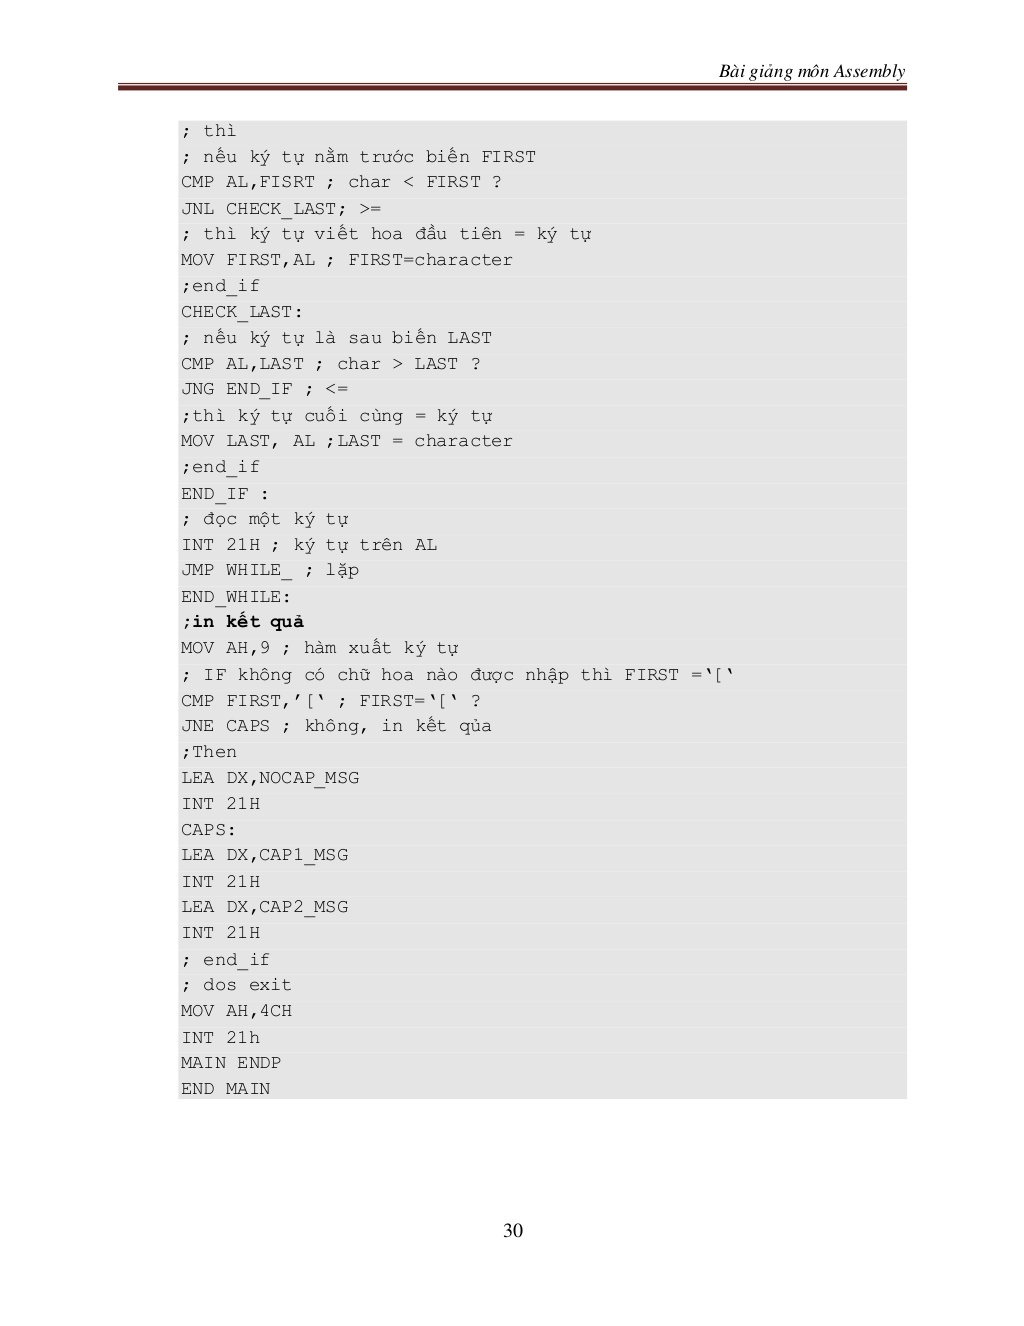 Bài giảng môn Assembly
; thì
; nếu ký tự nằm trước biến FIRST
CMP AL,FISRT ; char < FIRST ?
JNL CHECK_LAST; >=
; thì ký tự viết hoa đầu tiên = ký tự
MOV FIRST,AL ; FIRST=character
;end_if
CHECK_LAST:
; nếu ký tự là sau biến LAST
CMP AL,LAST ; char > LAST ?
JNG END_IF ; <=
;thì ký tự cuối cùng = ký tự
MOV LAST, AL ;LAST = character
;end_if
END_IF :
; đọc một ký tự
INT 21H ; ký tự trên AL
JMP WHILE_ ; lặp
END_WHILE:
;in kết quả
MOV AH,9 ; hàm xuất ký tự
; IF không có chữ hoa nào được nhập thì FIRST =‘[‘
CMP FIRST,’[‘ ; FIRST=‘[‘ ?
JNE CAPS ; không, in kết qủa
;Then
LEA DX,NOCAP_MSG
INT 21H
CAPS:
LEA DX,CAP1_MSG
INT 21H
LEA DX,CAP2_MSG
INT 21H
; end_if
; dos exit
MOV AH,4CH
INT 21h
MAIN ENDP
END MAIN
30